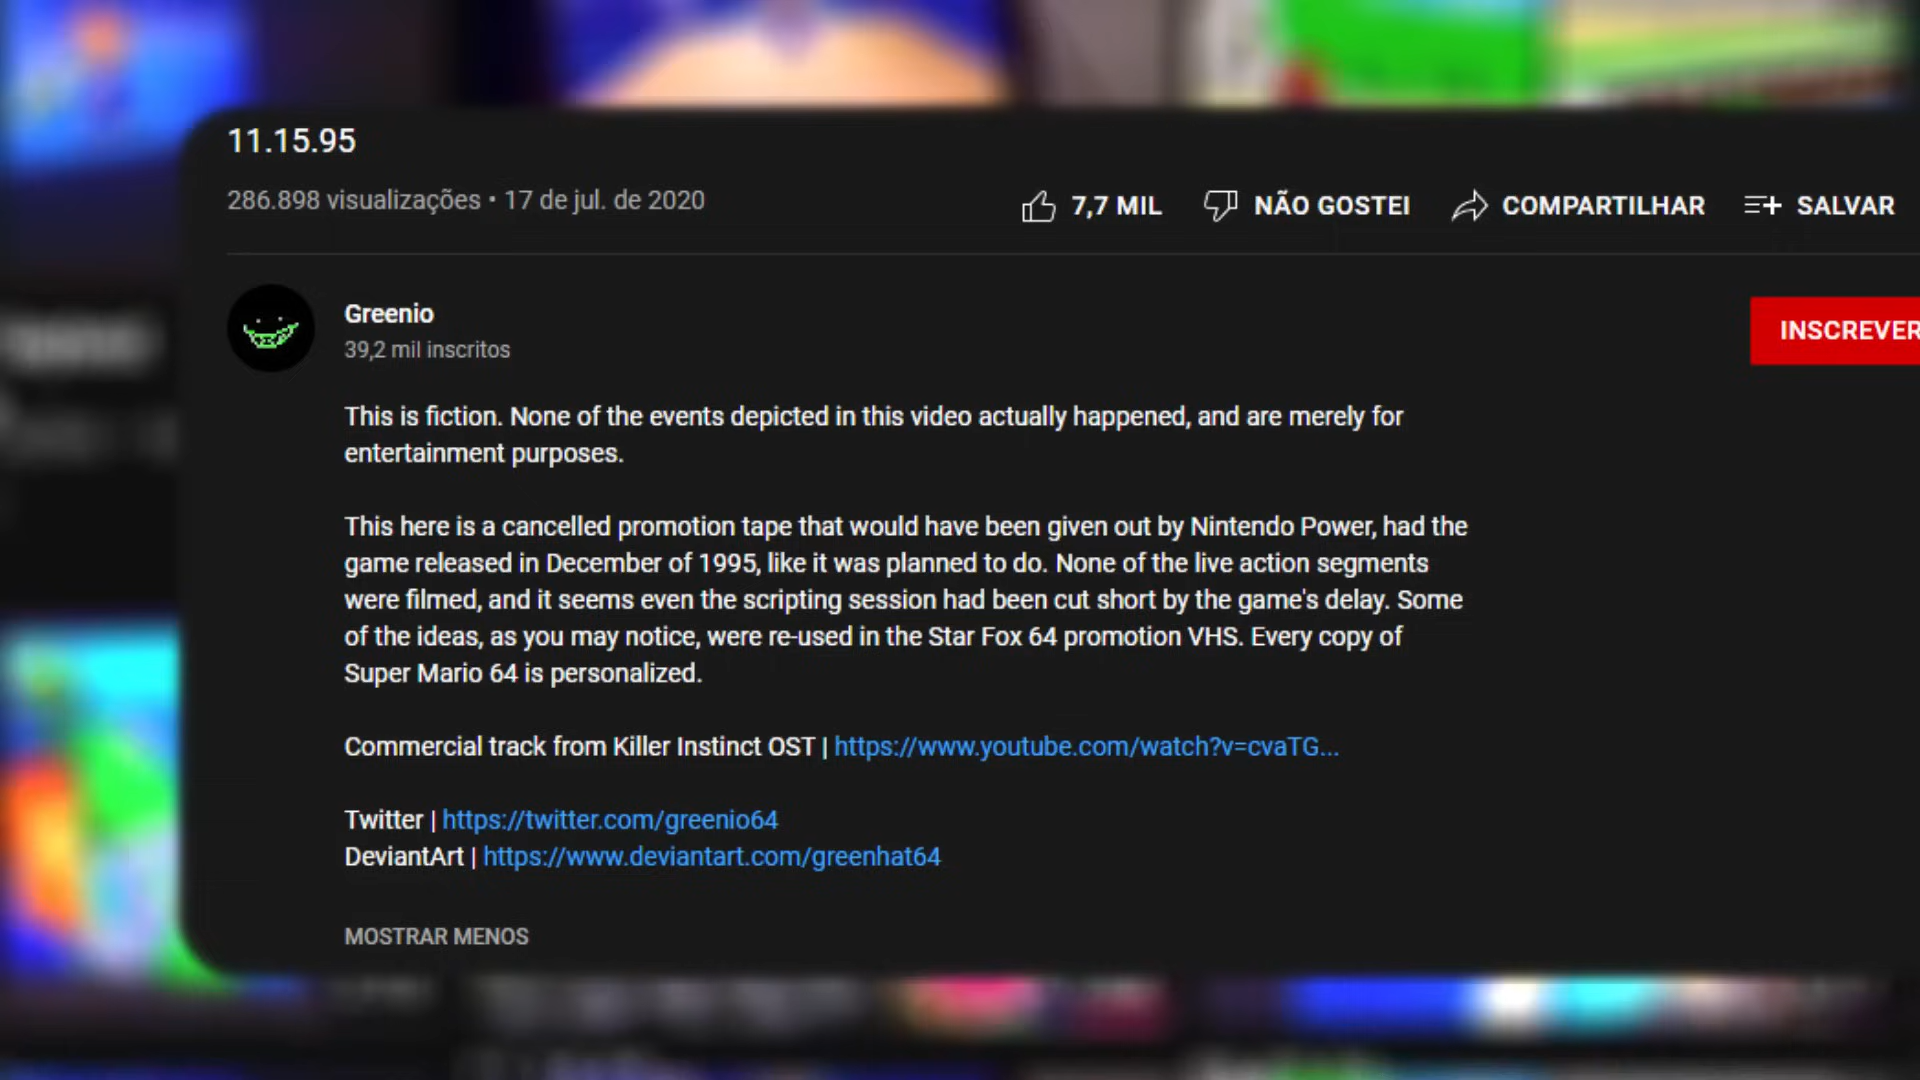 11.15.95
286.898 visualizações • 17 de jul. de 2020
7,7 MIL
NÃO GOSTEI
COMPARTILHAR
SALVAR
Greenio
39,2 mil inscritos
INSCREVER
This is fiction. None of the events depicted in this video actually happened, and are merely for
entertainment purposes.
This here is a cancelled promotion tape that would have been given out by Nintendo Power, had the
game released in December of 1995, like it was planned to do. None of the live action segments
were filmed, and it seems even the scripting session had been cut short by the game's delay. Some
of the ideas, as you may notice, were re-used in the Star Fox 64 promotion VHS. Every copy of
Super Mario 64 is personalized.
Commercial track from Killer Instinct OST | https://www.youtube.com/watch?v=cvaTG...
Twitter | https://twitter.com/greenio64
DeviantArt | https://www.deviantart.com/greenhat64
MOSTRAR MENOS